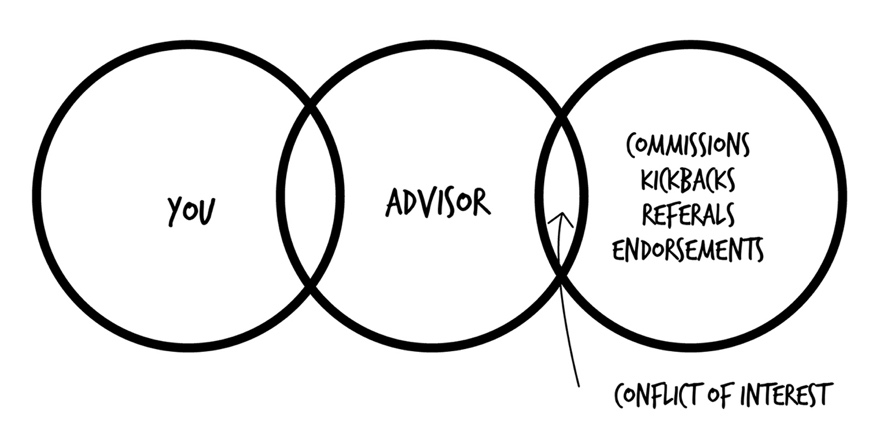 YOU
ADVISOR
COMMISSIONS
KICKBACKS
REFERALS
ENDORSEMENTS
CONFLICT OF INTEREST